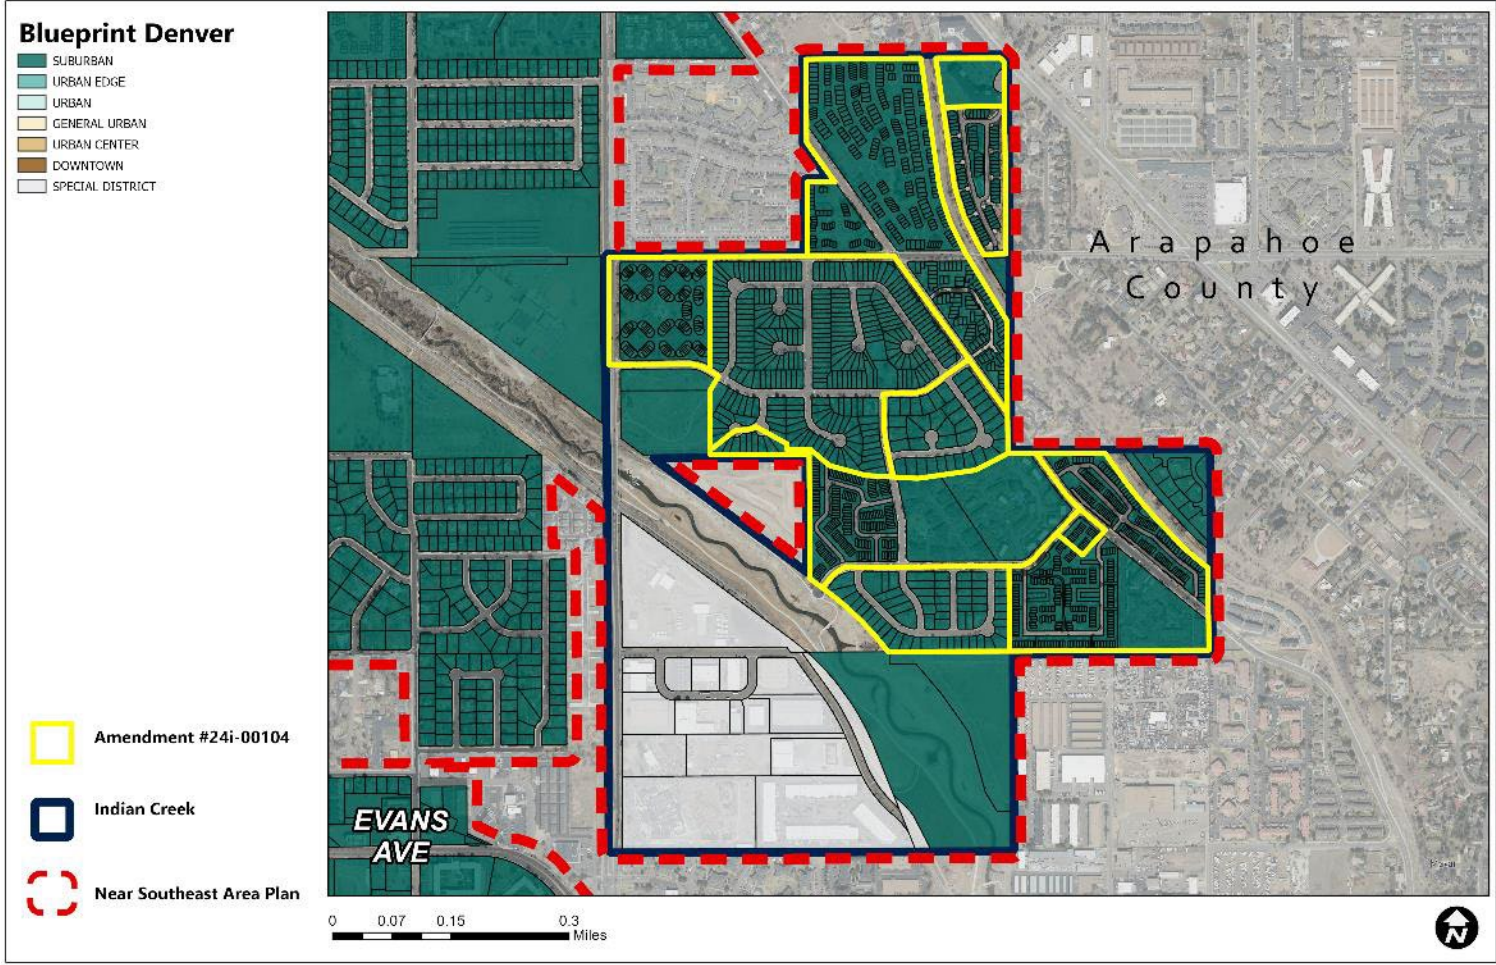 Blueprint Denver
SUBURBAN
URBAN EDGE
URBAN
GENERAL URBAN
URBAN CENTER
DOWNTOWN
SPECIAL DISTRICT
Arapahoe
County
Amendment #24i-00104
Indian Creek
Near Southeast Area Plan
EVANS
AVE
0 0.07 0.15 0.3
Miles
N